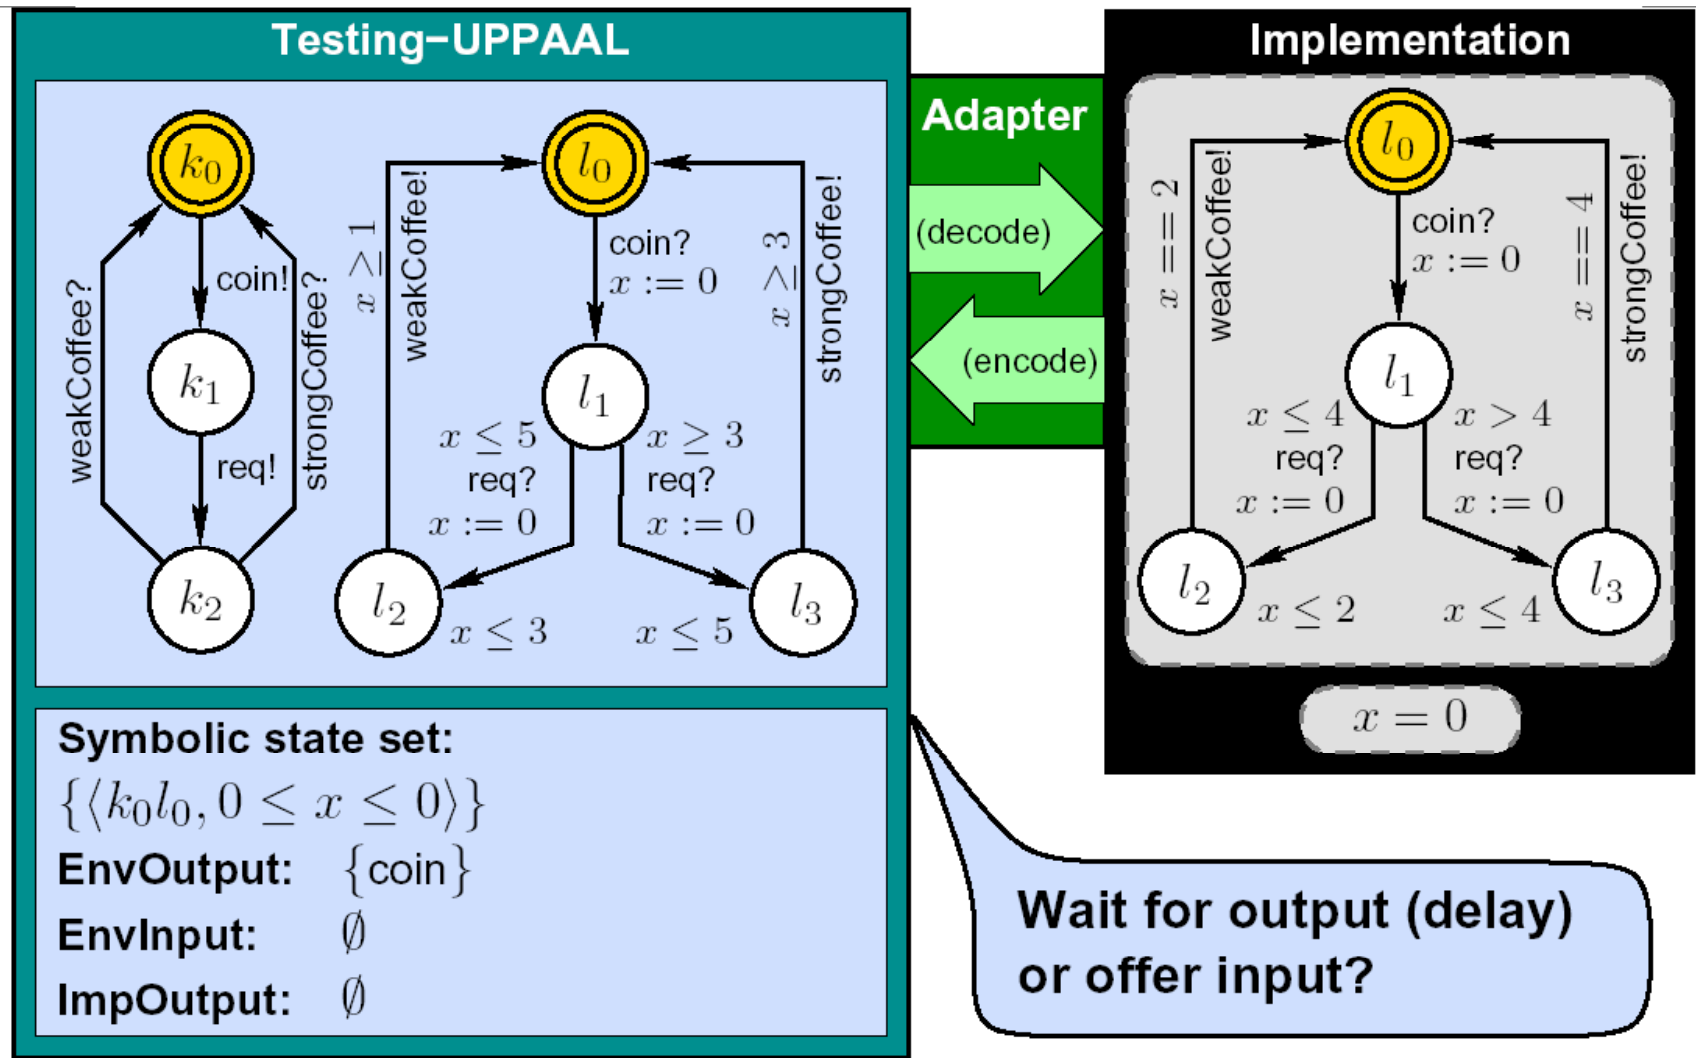 Testing−UPPAAL
k₀
coin!
k₁
req!
k₂
weakCoffee?
strongCoffee?
l₀
coin?
x := 0
l₁
x ≤ 5
req?
x := 0
x ≥ 3
req?
x := 0
l₂
x ≤ 3
l₃
x ≤ 5
x ≥ 1
weakCoffee!
x ≥ 3
strongCoffee!
Symbolic state set:
{⟨k₀l₀, 0 ≤ x ≤ 0⟩}
EnvOutput: {coin}
EnvInput: ∅
ImpOutput: ∅
Adapter
(decode)
(encode)
Implementation
l₀
coin?
x := 0
l₁
x ≤ 4
req?
x := 0
x > 4
req?
x := 0
l₂
x ≤ 2
l₃
x ≤ 4
x == 2
weakCoffee!
x == 4
strongCoffee!
x = 0
Wait for output (delay)
or offer input?